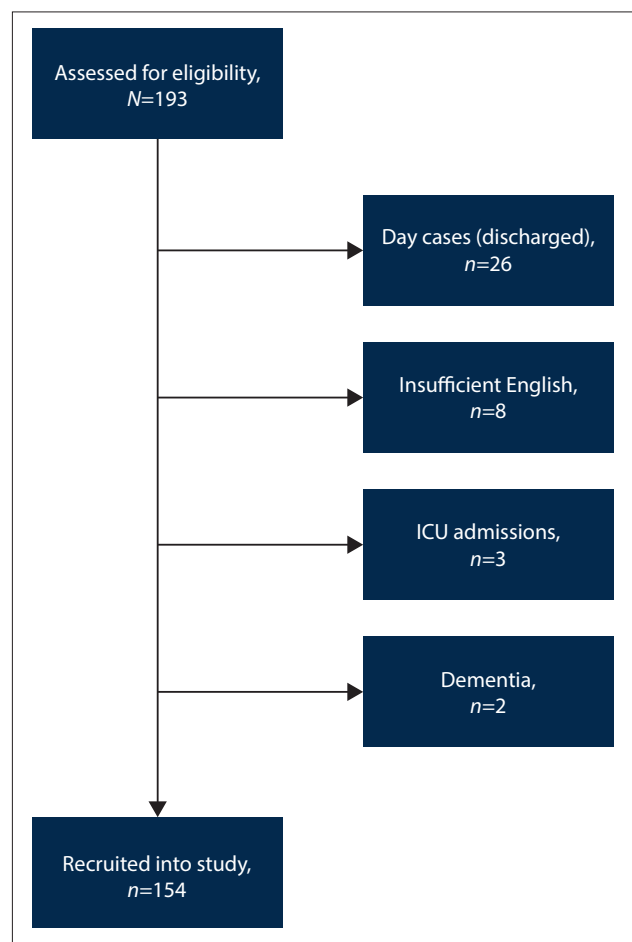 Assessed for eligibility,
N=193
Day cases (discharged),
n=26
Insufficient English,
n=8
ICU admissions,
n=3
Dementia,
n=2
Recruited into study,
n=154